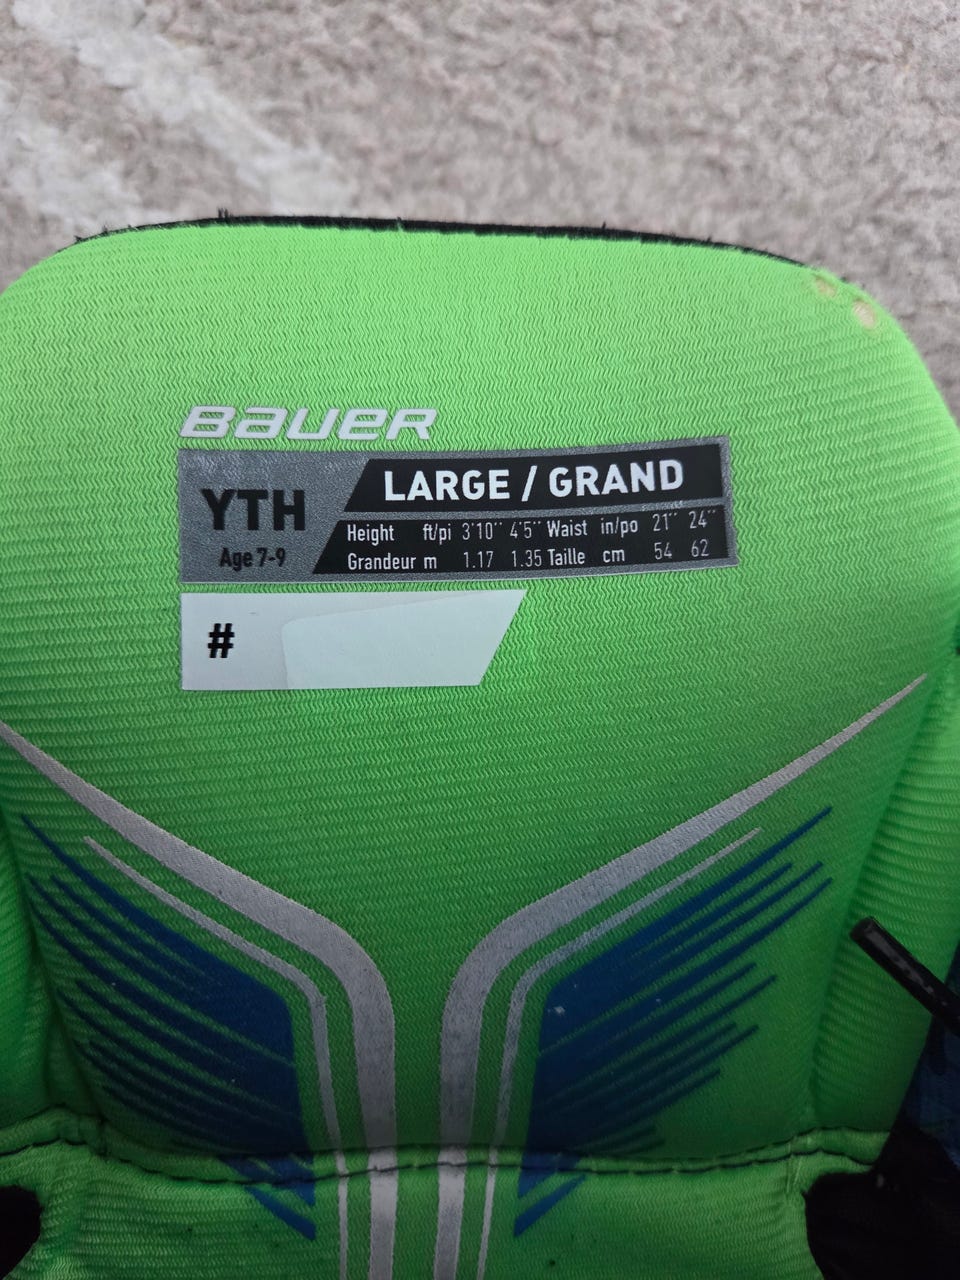 BAUER
YTH
Age 7-9
LARGE / GRAND
Height ft/pi 3'10'' 4'5'' Waist in/po 21'' 24''
Grandeur m 1.17 1.35 Taille cm 54 62
#